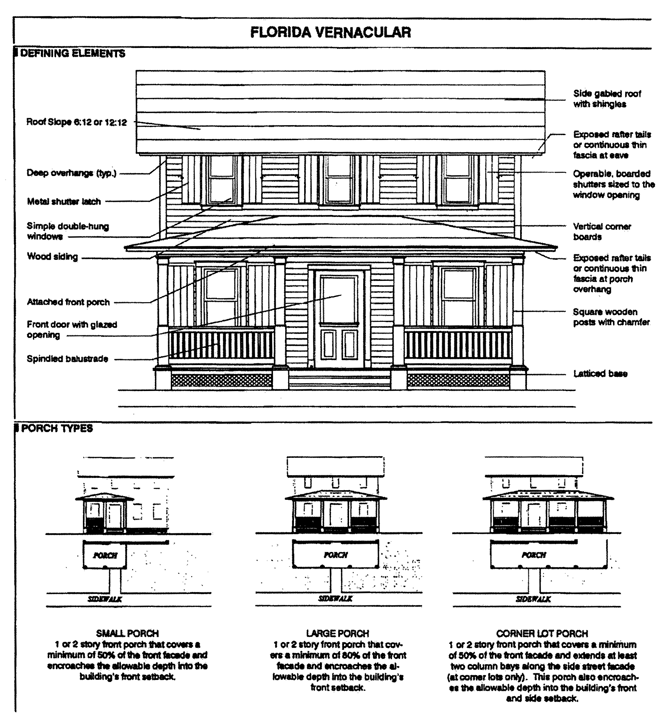 FLORIDA VERNACULAR
DEFINING ELEMENTS
Roof Slope 6:12 or 12:12
Deep overhangs (typ.)
Metal shutter latch
Simple double-hung
windows
Wood siding
Attached front porch
Front door with glazed
opening
Spindled balustrade
Side gabled roof
with shingles
Exposed rafter tails
or continuous thin
fascia at eave
Operable, boarded
shutters sized to the
window opening
Vertical corner
boards
Exposed rafter tails
or continuous thin
fascia at porch
overhang
Square wooden
posts with chamfer
Latticed base
PORCH TYPES
PORCH
SIDEWALK
SMALL PORCH
1 or 2 story front porch that covers a
minimum of 50% of the front facade and
encroaches the allowable depth into the
building's front setback.
PORCH
SIDEWALK
LARGE PORCH
1 or 2 story front porch that cov-
ers a minimum of 80% of the front
facade and encroaches the al-
lowable depth into the building's
front setback.
PORCH
SIDEWALK
CORNER LOT PORCH
1 or 2 story front porch that covers a minimum
of 50% of the front facade and extends at least
two column bays along the side street facade
(at corner lots only). This porch also encroach-
es the allowable depth into the building's front
and side setback.